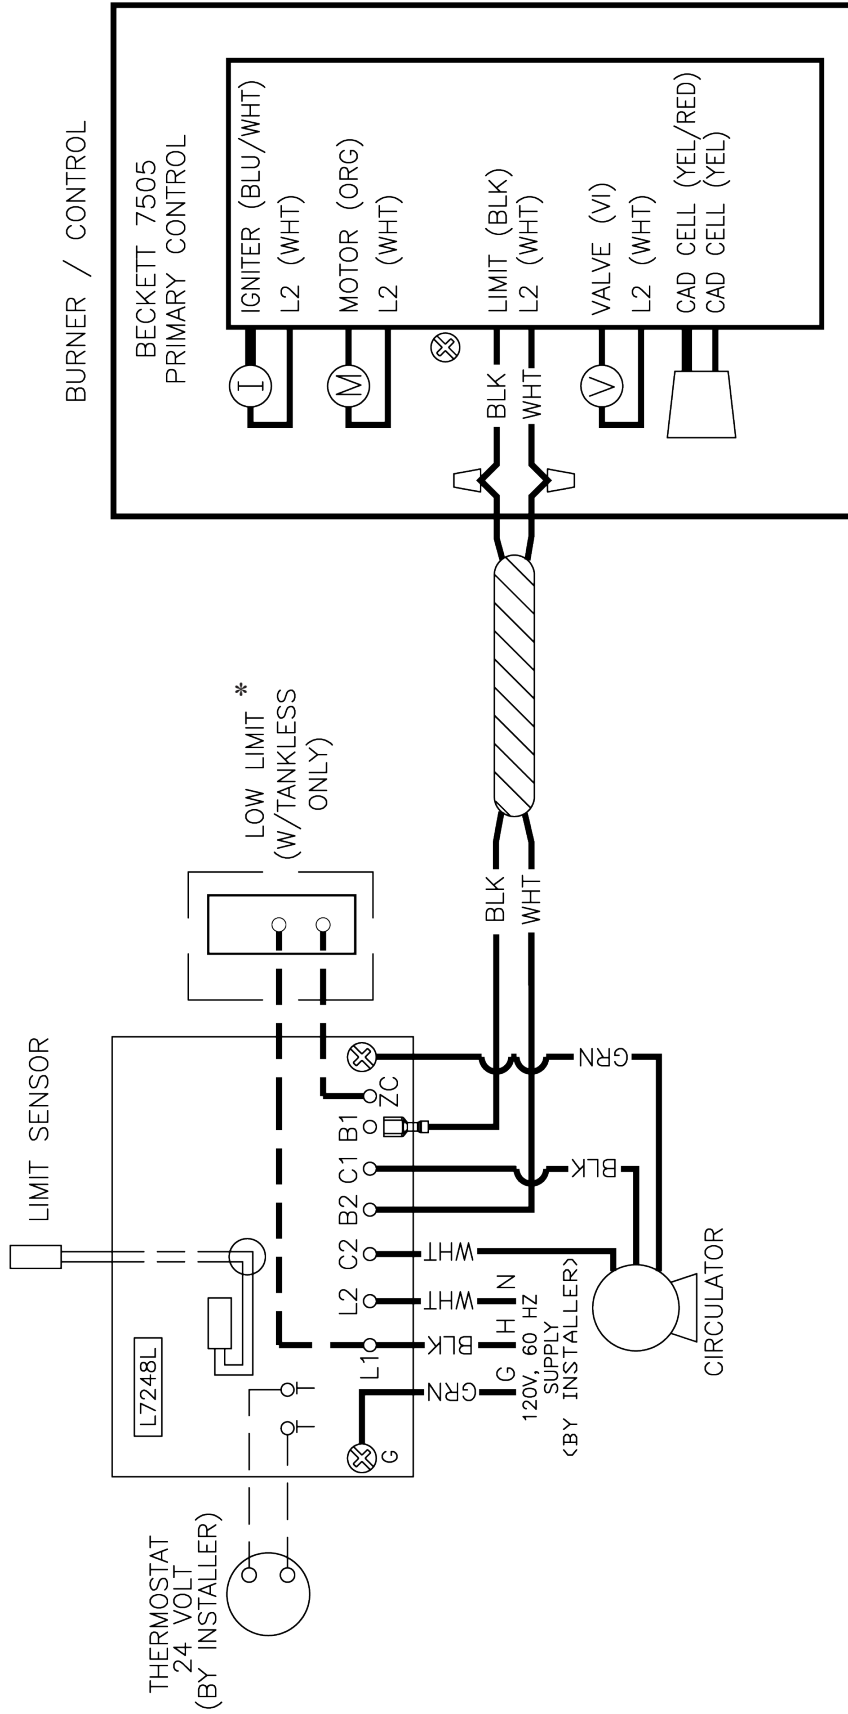 BURNER / CONTROL
BECKETT 7505
PRIMARY CONTROL
IGNITER (BLU/WHT)
L2 (WHT)
MOTOR (ORG)
L2 (WHT)
LIMIT (BLK)
L2 (WHT)
VALVE (VI)
L2 (WHT)
CAD CELL (YEL/RED)
CAD CELL (YEL)
I
M
V
BLK
WHT
LOW LIMIT *
(W/TANKLESS
ONLY)
BLK
WHT
LIMIT SENSOR
L7248L
T
T
G
L1
L2
C2
B2
C1
B1
ZC
GRN
BLK
WHT
WHT
BLK
GRN
G
H
N
120V, 60 HZ
SUPPLY
<BY INSTALLER>
CIRCULATOR
THERMOSTAT
24 VOLT
(BY INSTALLER)